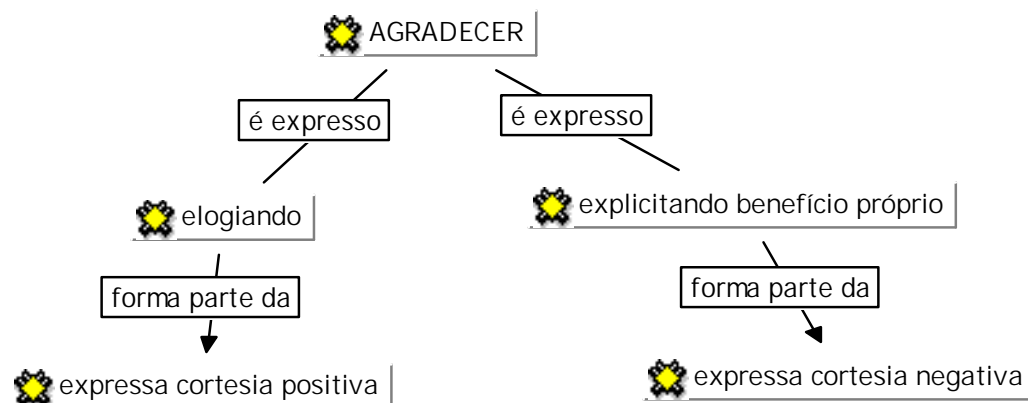 AGRADECER
é expresso
é expresso
elogiando
explicitando benefício próprio
forma parte da
forma parte da
expressa cortesia positiva
expressa cortesia negativa